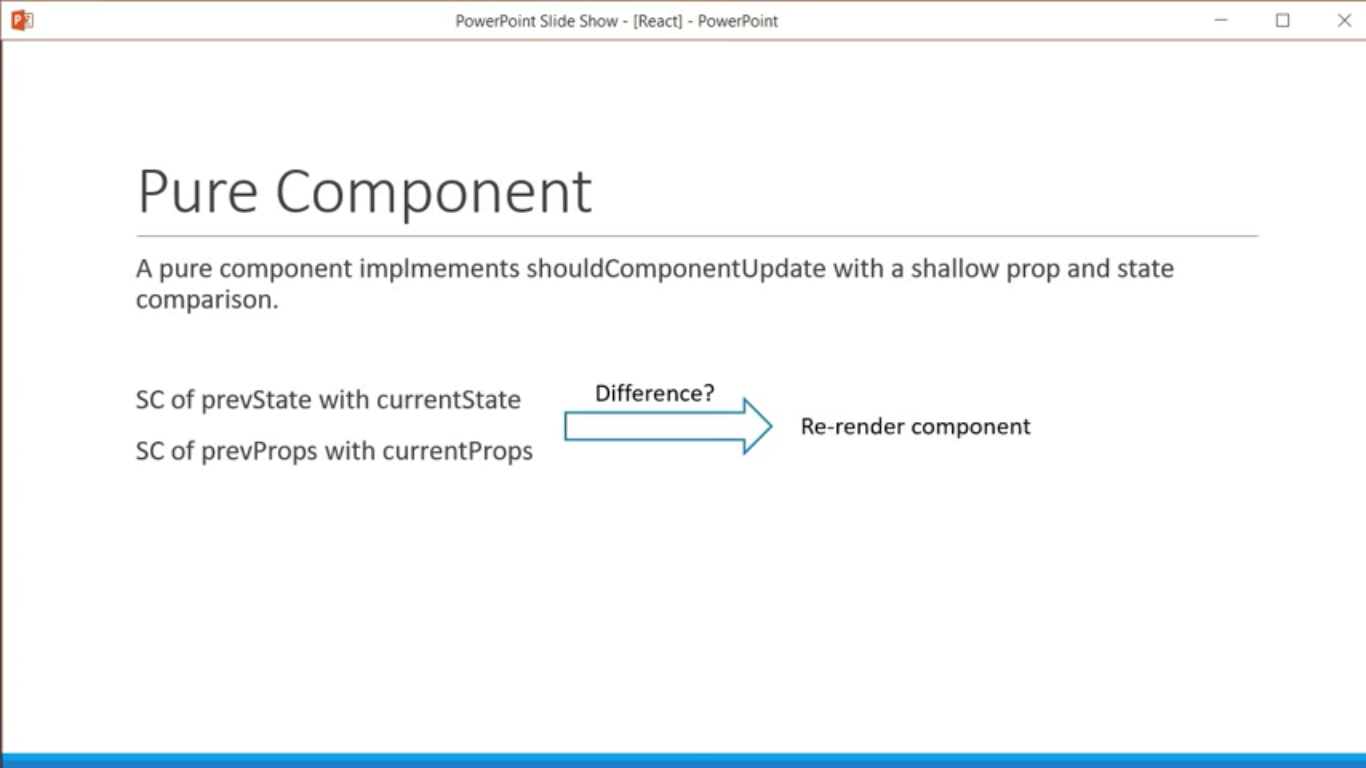 PowerPoint Slide Show - [React] - PowerPoint
Pure Component
A pure component implmements shouldComponentUpdate with a shallow prop and state
comparison.
SC of prevState with currentState
SC of prevProps with currentProps
Difference?
Re-render component